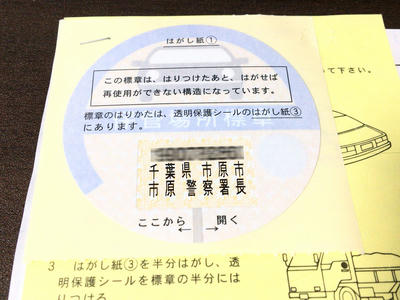 はがし紙①
この標章は、はりつけたあと、はがせば
再使用ができない構造になっています。
て下さい。
標章のはりかたは、透明保護シールのはがし紙③
にあります。
千葉県 市原市
市原 警察署長
ここから 開く
3 はがし紙③を半分はがし、透
明保護シールを標章の半分には
りつける